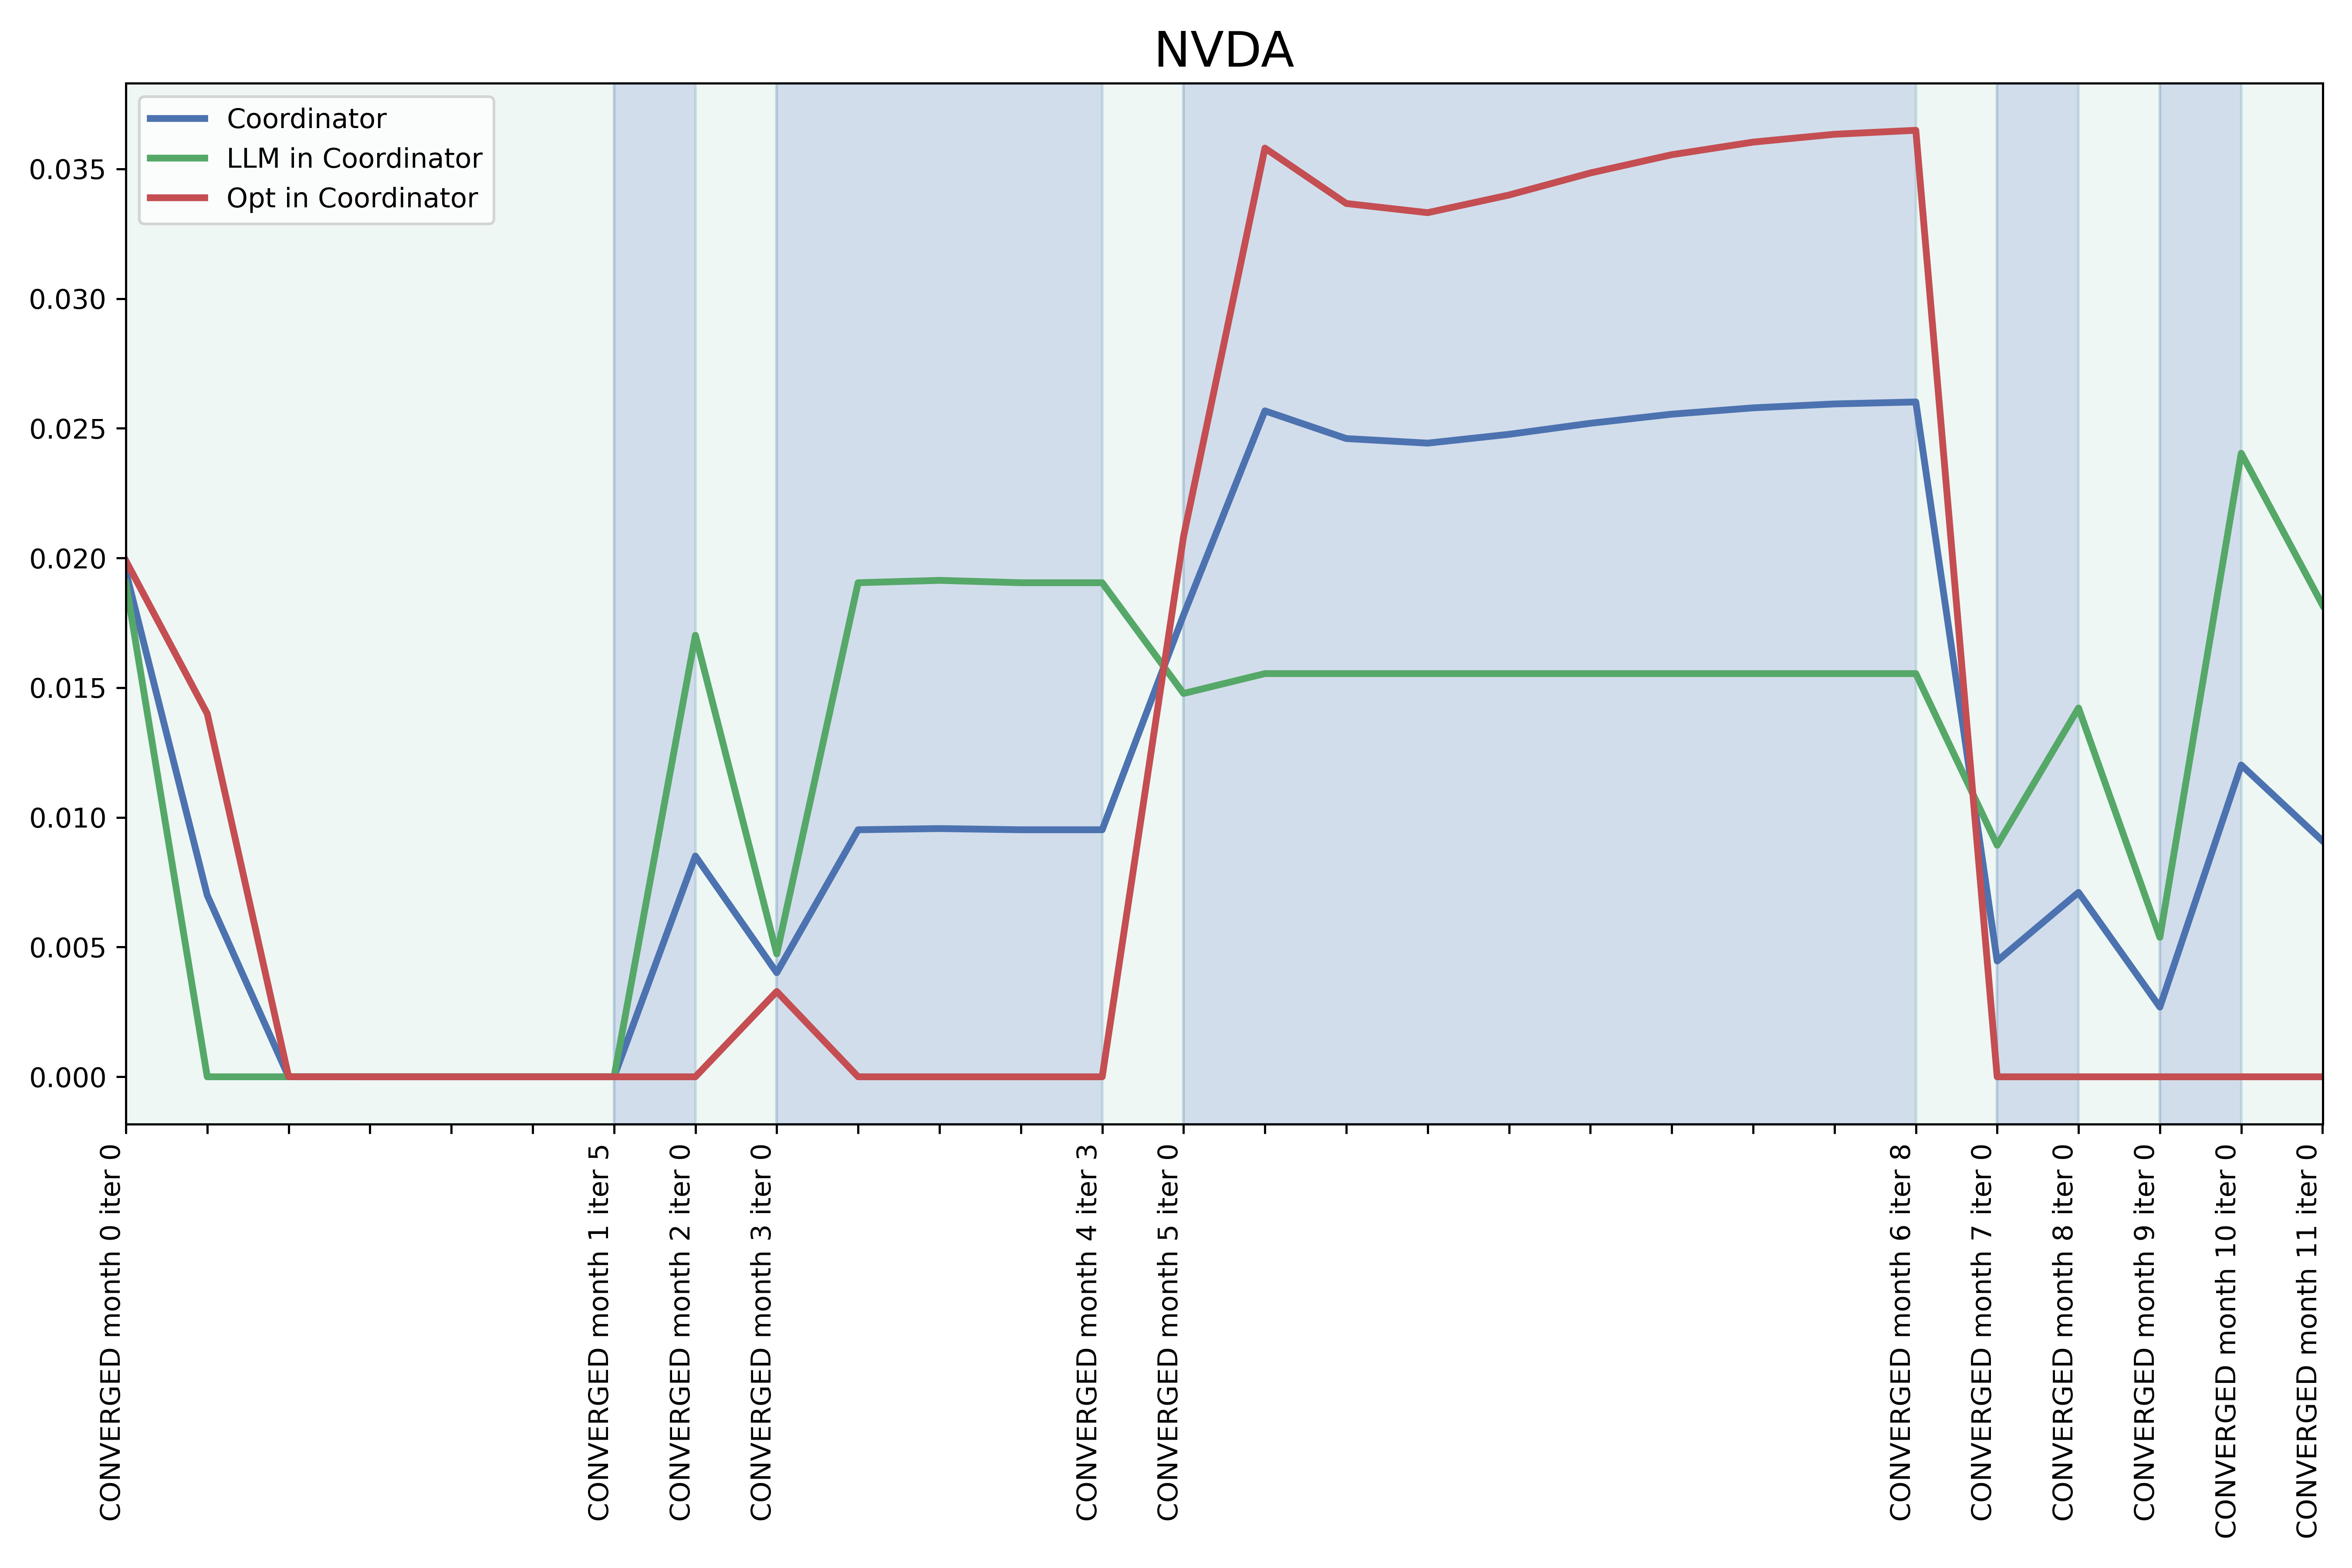 NVDA
Coordinator
LLM in Coordinator
Opt in Coordinator
0.035
0.030
0.025
0.020
0.015
0.010
0.005
0.000
CONVERGED month 0 iter 0
CONVERGED month 1 iter 5
CONVERGED month 2 iter 0
CONVERGED month 3 iter 0
CONVERGED month 4 iter 3
CONVERGED month 5 iter 0
CONVERGED month 6 iter 8
CONVERGED month 7 iter 0
CONVERGED month 8 iter 0
CONVERGED month 9 iter 0
CONVERGED month 10 iter 0
CONVERGED month 11 iter 0